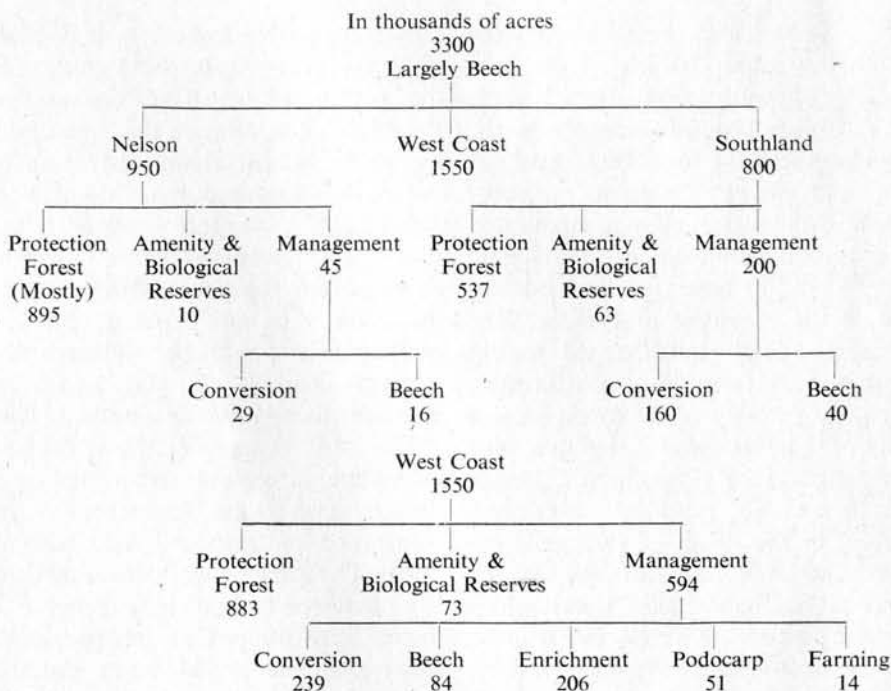 In thousands of acres
3300
Largely Beech
Nelson
950
West Coast
1550
Southland
800
Protection
Forest
(Mostly)
895
Amenity &
Biological
Reserves
10
Management
45
Protection
Forest
537
Amenity &
Biological
Reserves
63
Management
200
Conversion
29
Beech
16
Conversion
160
Beech
40
West Coast
1550
Protection
Forest
883
Amenity &
Biological Reserves
73
Management
594
Conversion
239
Beech
84
Enrichment
206
Podocarp
51
Farming
14